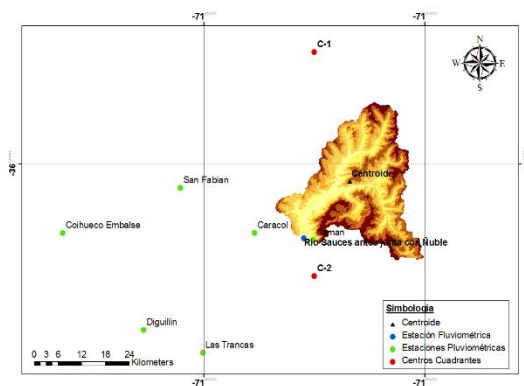 -71
-71
C-1
N
W
E
S
-36
San Fabian
Centroide
Coihueco Embalse
Caracol
Río Sauces antes junta con Ñuble
C-2
Simbología
Centroide
Estación Fluviométrica
Estaciones Pluviométricas
Centros Cuadrantes
Diguillin
Las Trancas
0 3 6 12 18 24
Kilometers
-71
-71